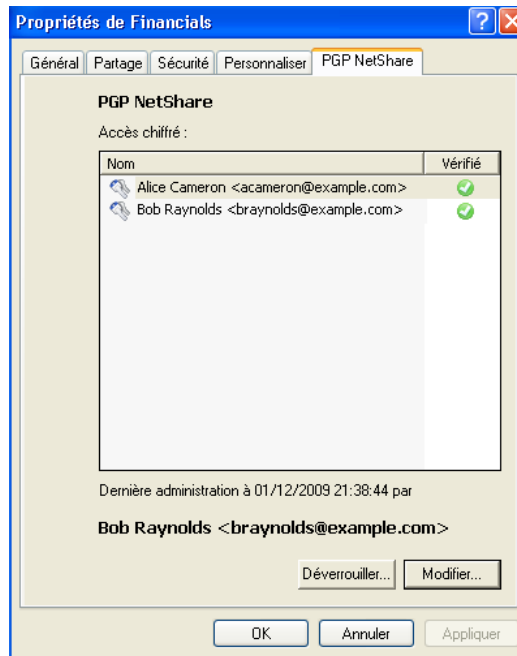 Propriétés de Financials
Général Partage Sécurité Personnaliser PGP NetShare
PGP NetShare
Accès chiffré :
Nom Vérifié
Alice Cameron <acameron@example.com>
Bob Raynolds <braynolds@example.com>
Dernière administration à 01/12/2009 21:38:44 par
Bob Raynolds <braynolds@example.com>
Déverrouiller... Modifier...
OK Annuler Appliquer